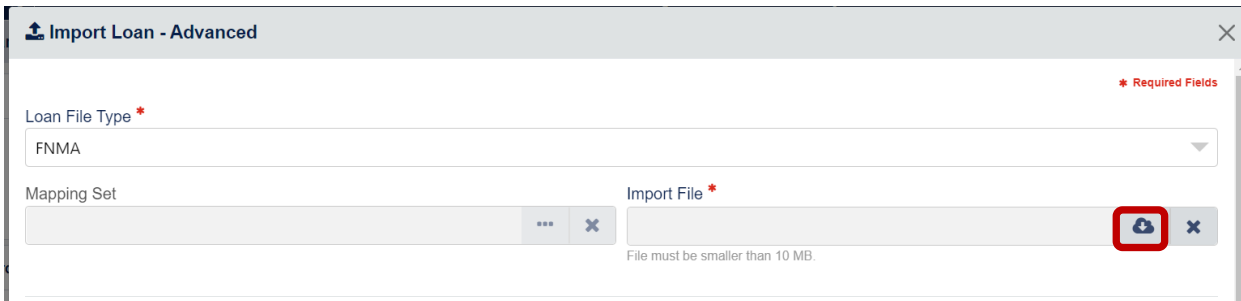 Import Loan - Advanced
* Required Fields
Loan File Type *
FNMA
Mapping Set
Import File *
File must be smaller than 10 MB.